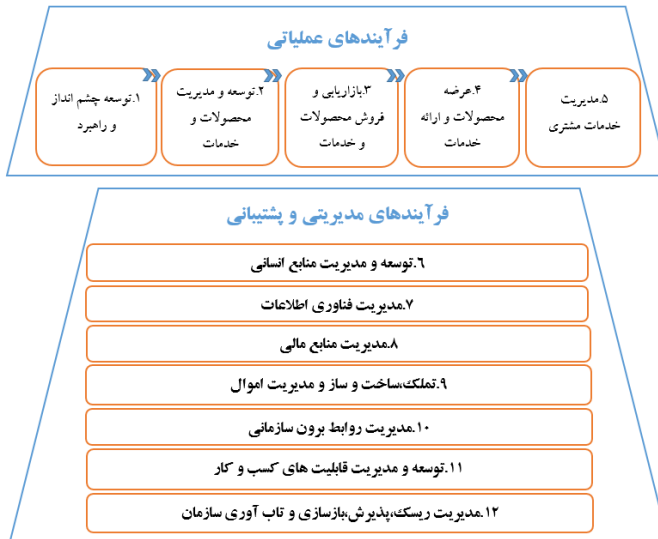 فرآیندهای عملیاتی
۱.توسعه چشم انداز
و راهبرد
۲.توسعه و مدیریت
محصولات و
خدمات
۳.بازاریابی و
فروش محصولات
و خدمات
۴.عرضه
محصولات و ارائه
خدمات
۵.مدیریت
خدمات مشتری
فرآیندهای مدیریتی و پشتیبانی
۶.توسعه و مدیریت منابع انسانی
۷.مدیریت فناوری اطلاعات
۸.مدیریت منابع مالی
۹.تملک،ساخت و ساز و مدیریت اموال
۱۰.مدیریت روابط برون سازمانی
۱۱.توسعه و مدیریت قابلیت های کسب و کار
۱۲.مدیریت ریسک،پذیرش،بازسازی و تاب آوری سازمان